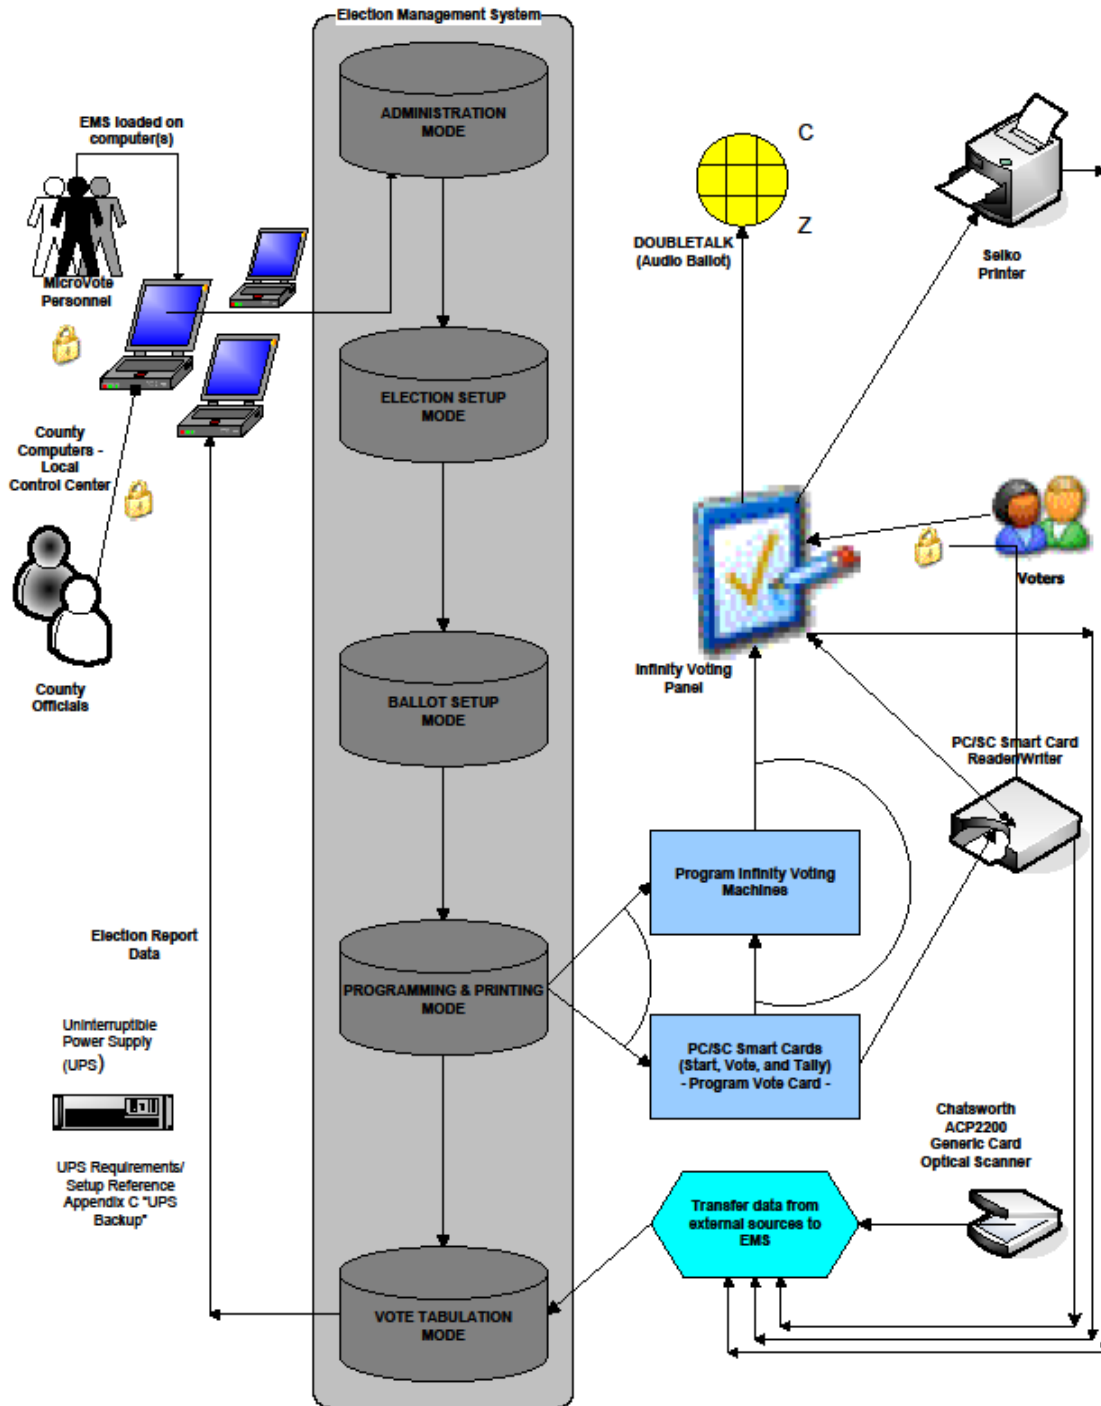 Election Management System
ADMINISTRATION
MODE
EMS loaded on
computer(s)
MicroVote
Personnel
County
Computers -
Local
Control Center
County
Officials
ELECTION SETUP
MODE
BALLOT SETUP
MODE
PROGRAMMING & PRINTING
MODE
VOTE TABULATION
MODE
Election Report
Data
Uninterruptible
Power Supply
(UPS)
UPS Requirements/
Setup Reference
Appendix C "UPS
Backup"
C
Z
DOUBLETALK
(Audio Ballot)
Seiko
Printer
Voters
Infinity Voting
Panel
PC/SC Smart Card
Reader/Writer
Program Infinity Voting
Machines
PC/SC Smart Cards
(Start, Vote, and Tally)
- Program Vote Card -
Chatsworth
ACP2200
Generic Card
Optical Scanner
Transfer data from
external sources to
EMS